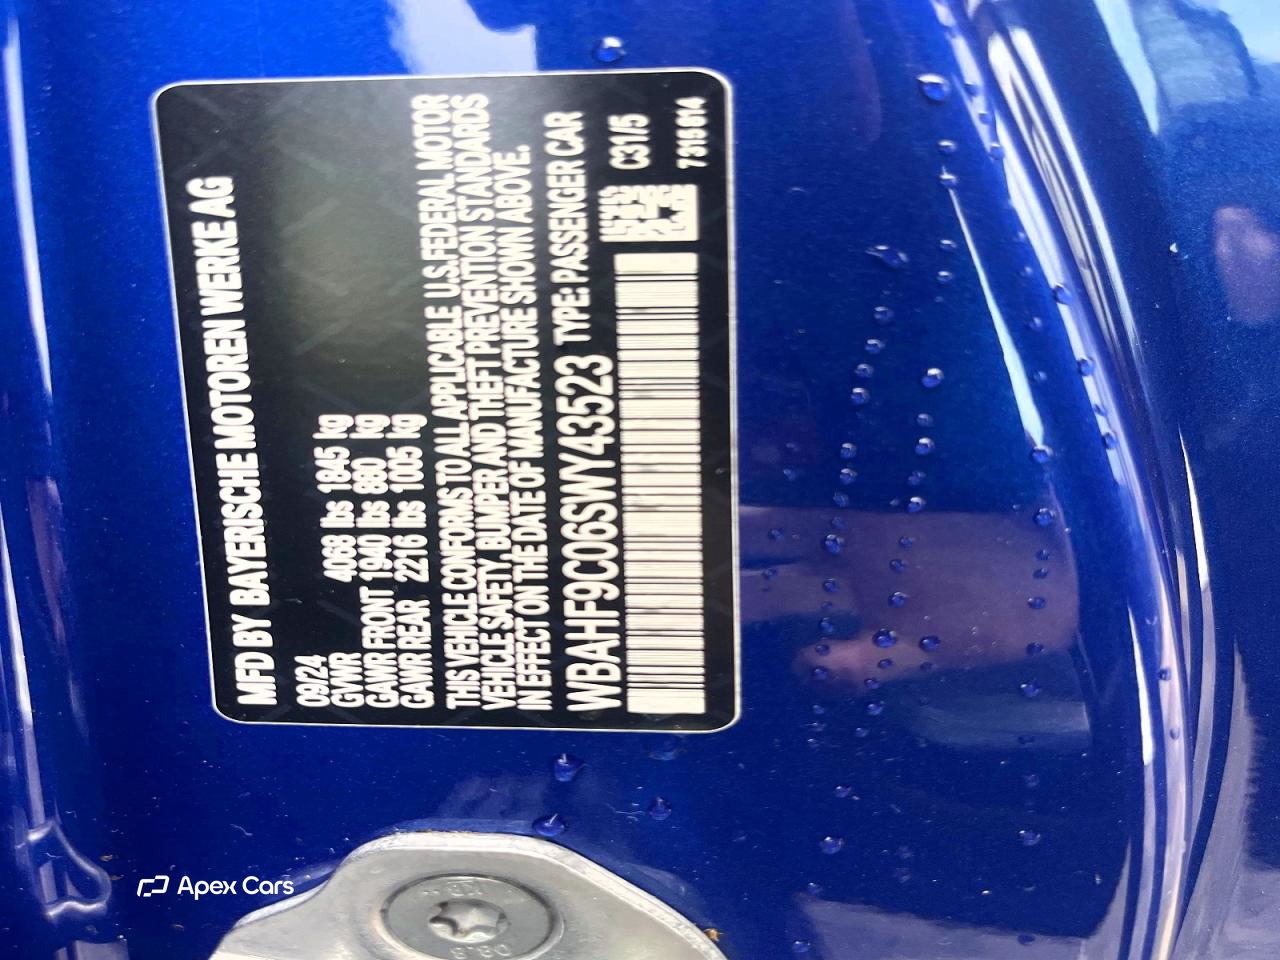 MFD BY BAYERISCHE MOTOREN WERKE AG
09/24
GVWR 4068 lbs 1845 kg
GAWR FRONT 1940 lbs 880 kg
GAWR REAR 2216 lbs 1005 kg
THIS VEHICLE CONFORMS TO ALL APPLICABLE U.S.FEDERAL MOTOR
VEHICLE SAFETY, BUMPER AND THEFT PREVENTION STANDARDS
IN EFFECT ON THE DATE OF MANUFACTURE SHOWN ABOVE.
WBAHF9C06SWY43523 TYPE: PASSENGER CAR
C31/5
7 315 614
Apex Cars